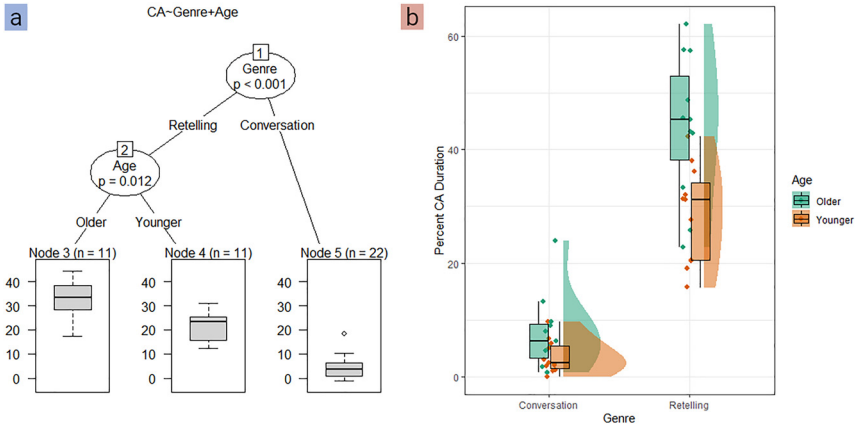 a
CA~Genre+Age
1
Genre
p < 0.001
Retelling
Conversation
2
Age
p = 0.012
Older
Younger
Node 3 (n = 11)
Node 4 (n = 11)
Node 5 (n = 22)
40
30
20
10
0
40
30
20
10
0
40
30
20
10
0
b
60
40
20
0
Percent CA Duration
Conversation
Retelling
Genre
Age
Older
Younger